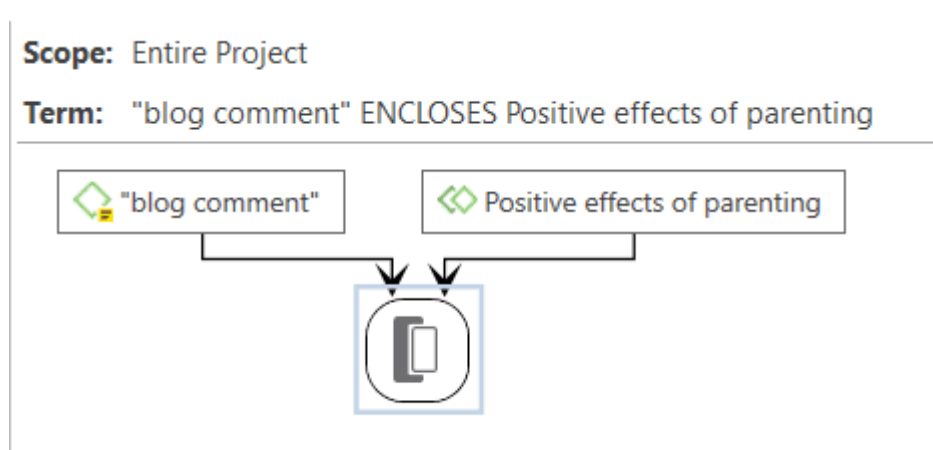 Scope: Entire Project
Term: "blog comment" ENCLOSES Positive effects of parenting
"blog comment"
Positive effects of parenting